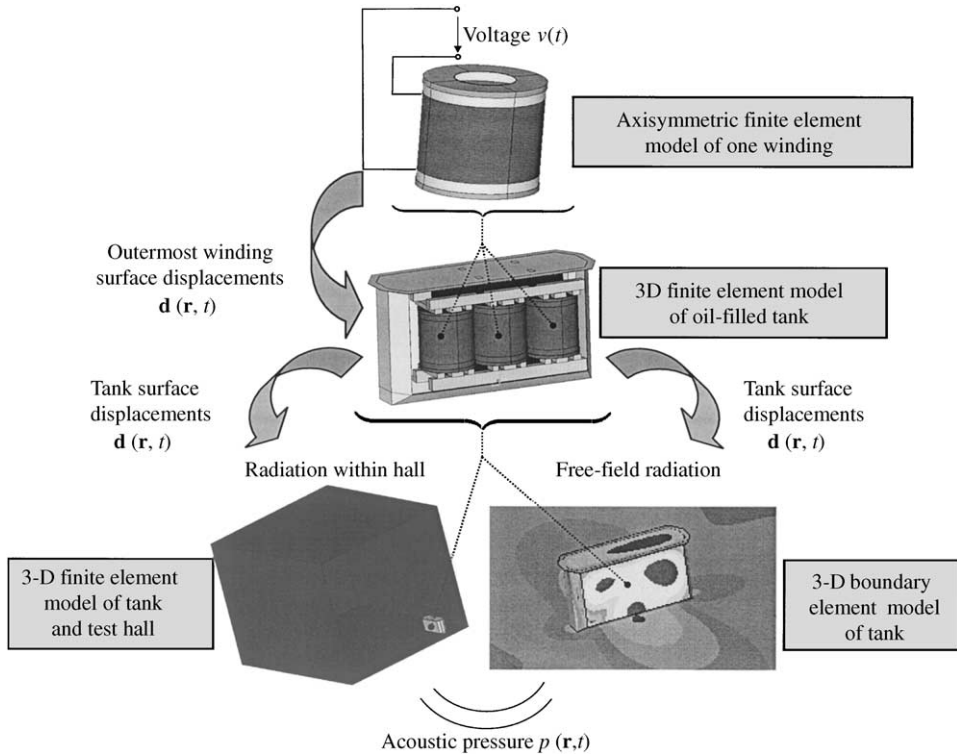 Voltage v(t)
Axisymmetric finite element
model of one winding
Outermost winding
surface displacements
d (r, t)
3D finite element model
of oil-filled tank
Tank surface
displacements
d (r, t)
Tank surface
displacements
d (r, t)
Radiation within hall
Free-field radiation
3-D finite element
model of tank
and test hall
3-D boundary
element model
of tank
Acoustic pressure p (r,t)